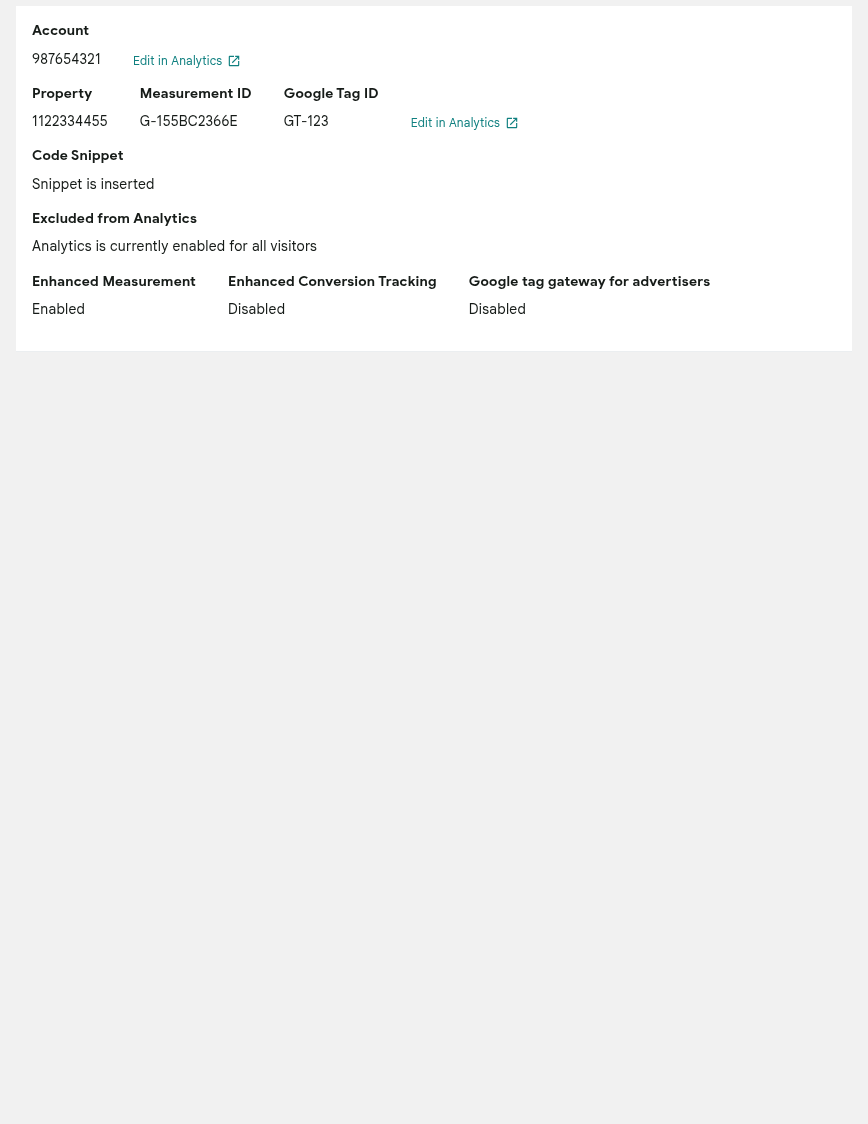 Account
987654321 Edit in Analytics
Property Measurement ID Google Tag ID
1122334455 G-155BC2366E GT-123 Edit in Analytics
Code Snippet
Snippet is inserted
Excluded from Analytics
Analytics is currently enabled for all visitors
Enhanced Measurement Enhanced Conversion Tracking Google tag gateway for advertisers
Enabled Disabled Disabled